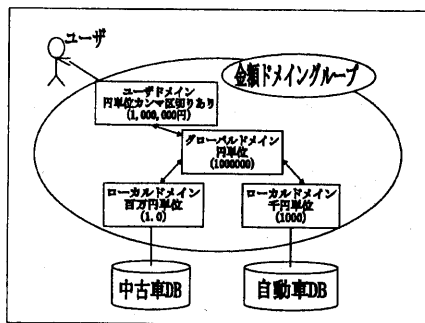 ユーザ
金額ドメイングループ
ユーザドメイン
円単位カンマ区切りあり
(1,000,000円)
グローバルドメイン
円単位
(1000000)
ローカルドメイン
百万円単位
(1.0)
ローカルドメイン
千円単位
(1000)
中古車DB
自動車DB